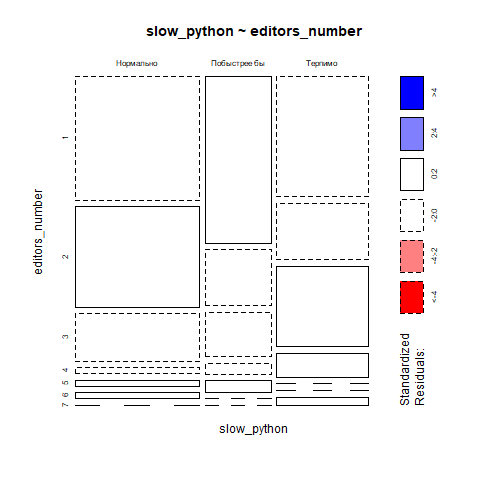 slow_python ~ editors_number
Нормально
Побыстрее бы
Терпимо
1
2
3
4
5
6
7
editors_number
slow_python
>4
2:4
0:2
-2:0
-4:-2
<-4
Standardized
Residuals: